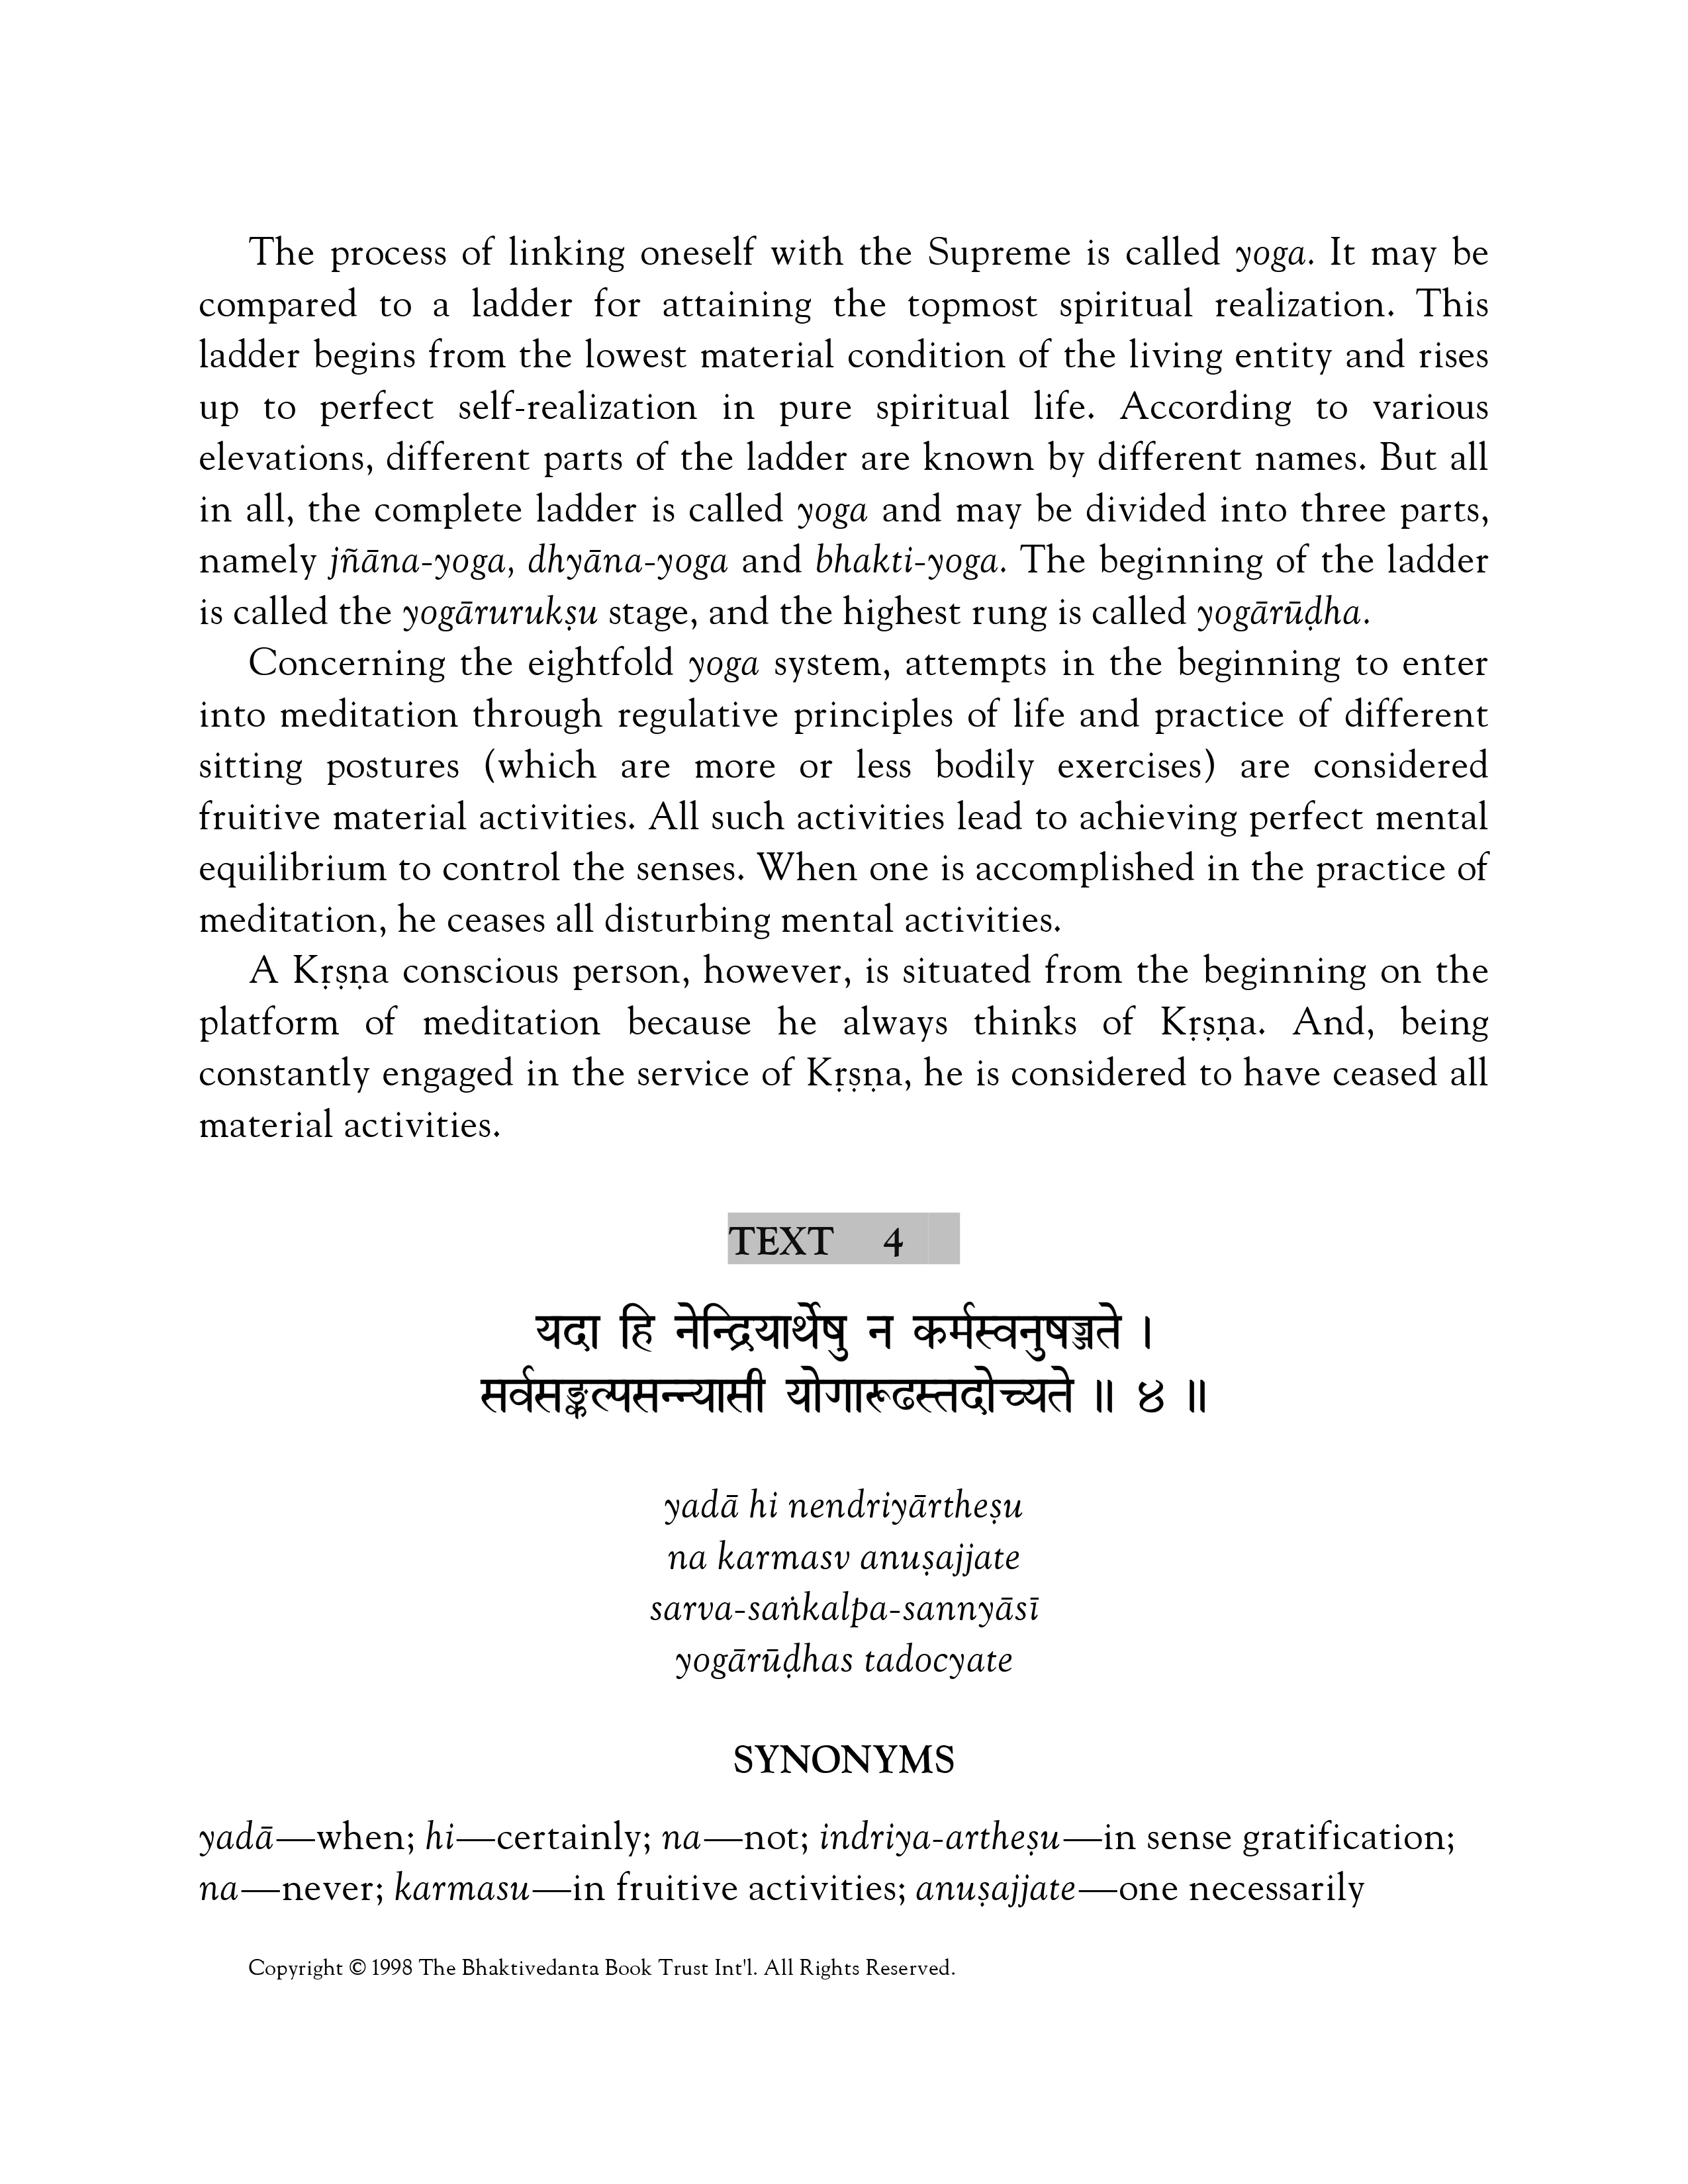 The process of linking oneself with the Supreme is called yoga. It may be
compared to a ladder for attaining the topmost spiritual realization. This
ladder begins from the lowest material condition of the living entity and rises
up to perfect self-realization in pure spiritual life. According to various
elevations, different parts of the ladder are known by different names. But all
in all, the complete ladder is called yoga and may be divided into three parts,
namely jñāna-yoga, dhyāna-yoga and bhakti-yoga. The beginning of the ladder
is called the yogārurukṣu stage, and the highest rung is called yogārūḍha.
Concerning the eightfold yoga system, attempts in the beginning to enter
into meditation through regulative principles of life and practice of different
sitting postures (which are more or less bodily exercises) are considered
fruitive material activities. All such activities lead to achieving perfect mental
equilibrium to control the senses. When one is accomplished in the practice of
meditation, he ceases all disturbing mental activities.
A Kṛṣṇa conscious person, however, is situated from the beginning on the
platform of meditation because he always thinks of Kṛṣṇa. And, being
constantly engaged in the service of Kṛṣṇa, he is considered to have ceased all
material activities.
TEXT 4
यदा हि नेन्द्रियार्थेषु न कर्मस्वनुषज्जते ।
सर्वसङ्कल्पसन्न्यासी योगारूढस्तदोच्यते ॥ ४ ॥
yadā hi nendriyārtheṣu
na karmasv anuṣajjate
sarva-saṅkalpa-sannyāsī
yogārūḍhas tadocyate
SYNONYMS
yadā—when; hi—certainly; na—not; indriya-artheṣu—in sense gratification;
na—never; karmasu—in fruitive activities; anuṣajjate—one necessarily
Copyright © 1998 The Bhaktivedanta Book Trust Int'l. All Rights Reserved.